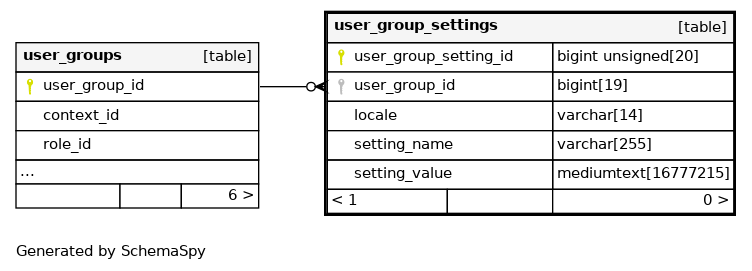 user_groups [table]
user_group_id
context_id
role_id
...
6 >
user_group_settings [table]
user_group_setting_id bigint unsigned[20]
user_group_id bigint[19]
locale varchar[14]
setting_name varchar[255]
setting_value mediumtext[16777215]
< 1 0 >
Generated by SchemaSpy